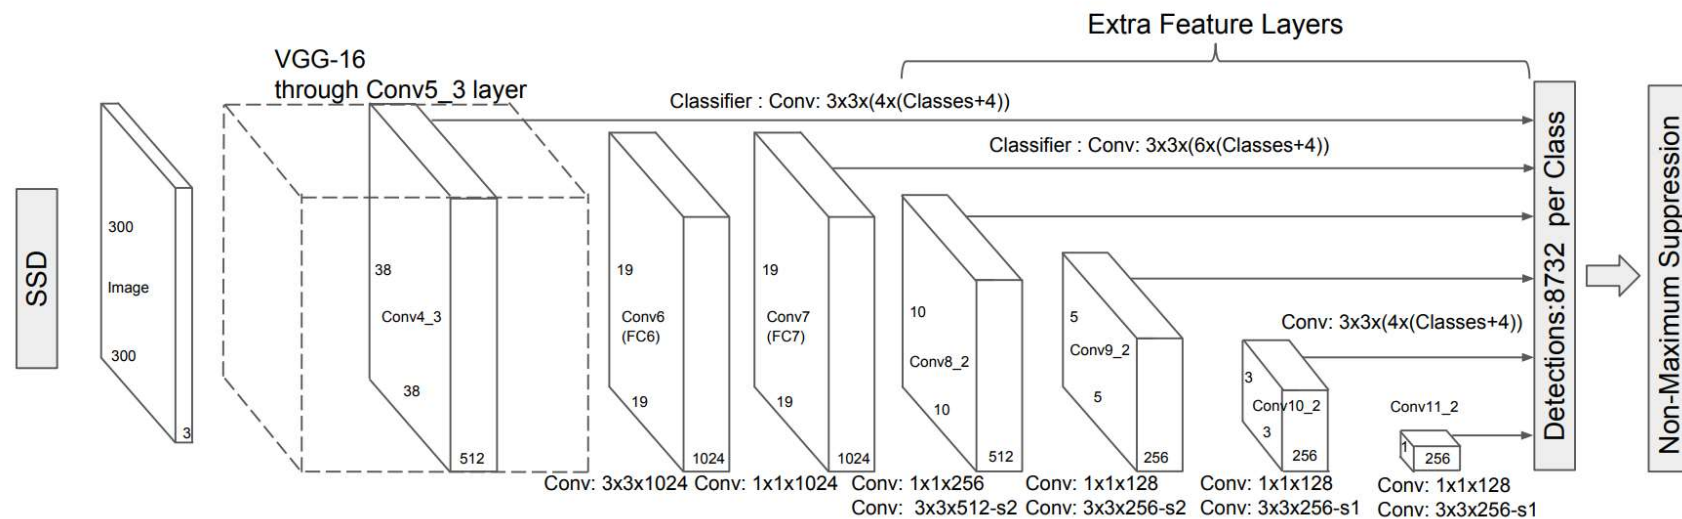 Extra Feature Layers
VGG-16
through Conv5_3 layer
Classifier : Conv: 3x3x(4x(Classes+4))
Classifier : Conv: 3x3x(6x(Classes+4))
SSD
300
Image
300
3
38
Conv4_3
38
512
19
Conv6
(FC6)
19
1024
19
Conv7
(FC7)
19
1024
10
Conv8_2
10
512
5
Conv9_2
5
256
Conv: 3x3x(4x(Classes+4))
3
Conv10_2
3
256
Conv11_2
1
256
Detections:8732 per Class
Non-Maximum Suppression
Conv: 3x3x1024
Conv: 1x1x1024
Conv: 1x1x256
Conv: 3x3x512-s2
Conv: 1x1x128
Conv: 3x3x256-s2
Conv: 1x1x128
Conv: 3x3x256-s1
Conv: 1x1x128
Conv: 3x3x256-s1